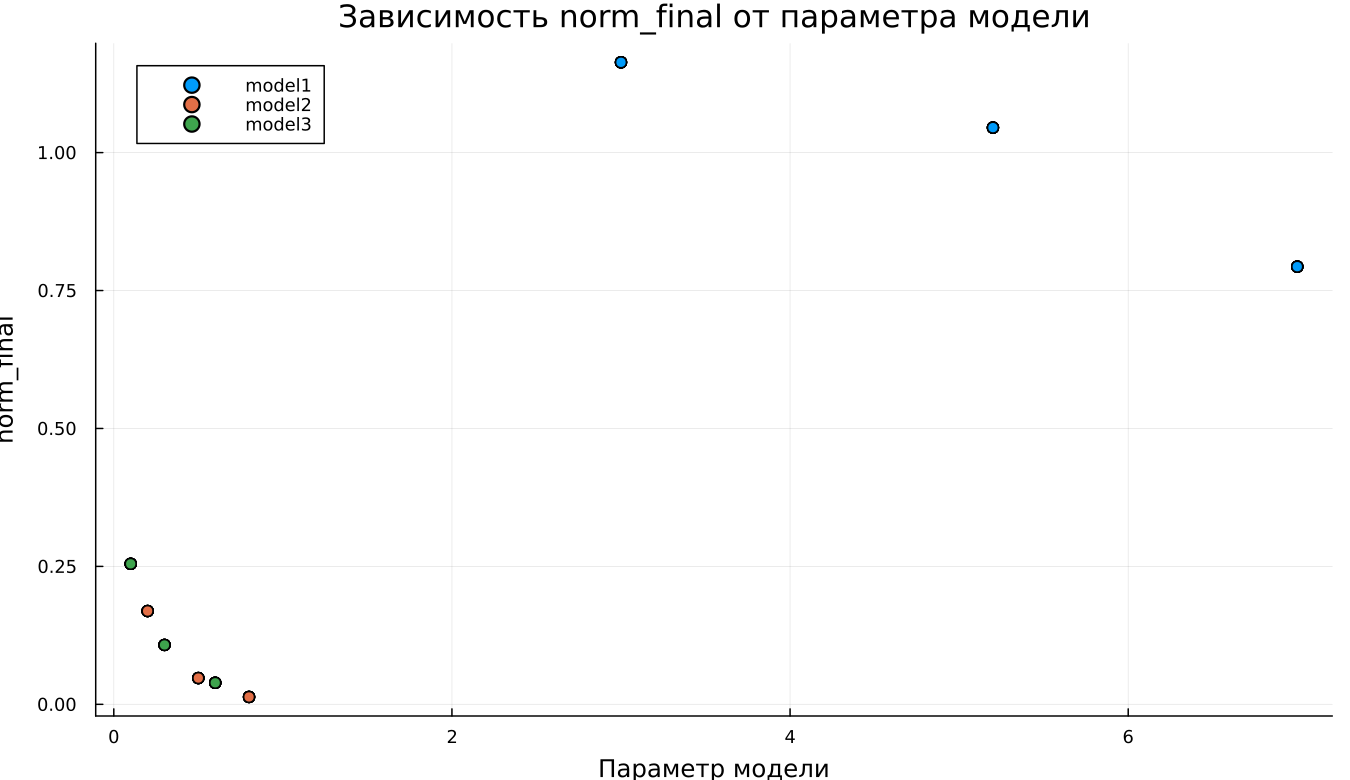 Зависимость norm_final от параметра модели
model1
model2
model3
1.00
0.75
0.50
0.25
0.00
norm_final
0 2 4 6
Параметр модели